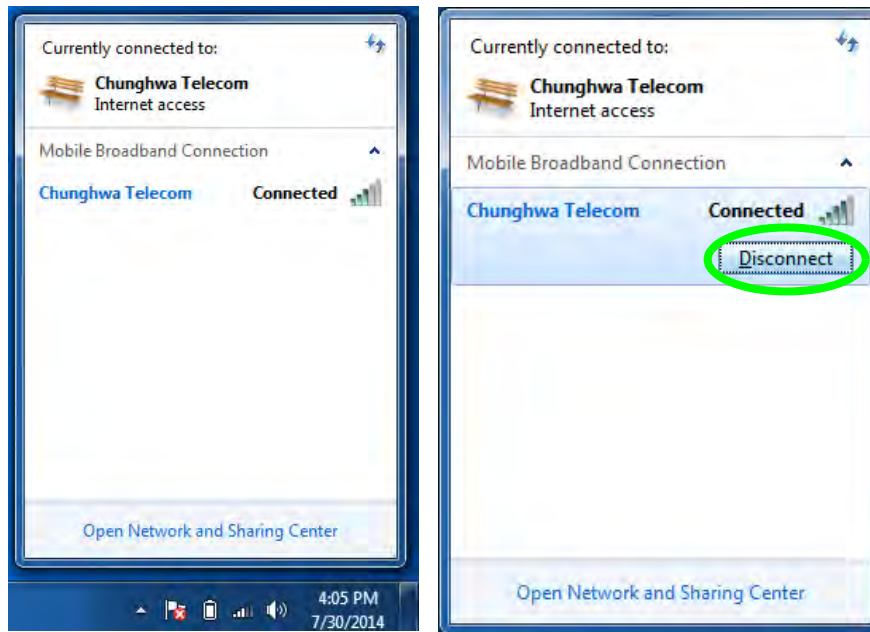 Currently connected to:
Chunghwa Telecom
Internet access
Mobile Broadband Connection
Chunghwa Telecom Connected
Open Network and Sharing Center
4:05 PM
7/30/2014
Currently connected to:
Chunghwa Telecom
Internet access
Mobile Broadband Connection
Chunghwa Telecom Connected
Disconnect
Open Network and Sharing Center